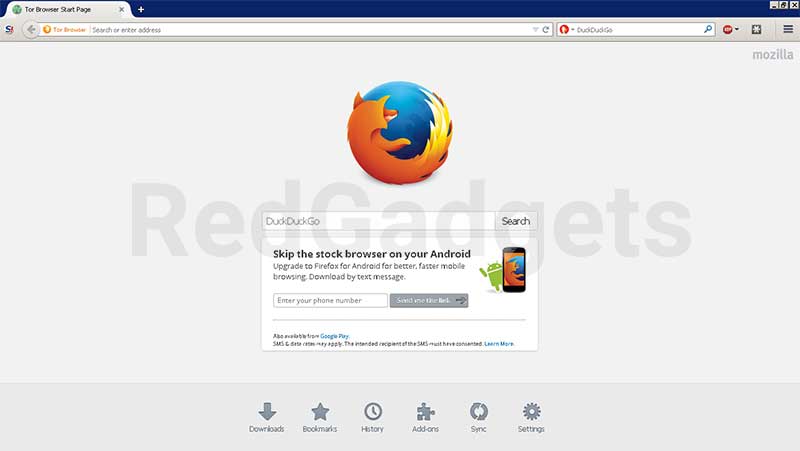 Tor Browser Start Page
Tor Browser
Search or enter address
DuckDuckGo
ABP
mozilla
RedGadgets
DuckDuckGo
Search
Skip the stock browser on your Android
Upgrade to Firefox for Android for better, faster mobile
browsing. Download by text message.
Enter your phone number
Send me the link
Also available from Google Play.
SMS & data rates may apply. The intended recipient of the SMS must have consented. Learn More.
Downloads
Bookmarks
History
Add-ons
Sync
Settings